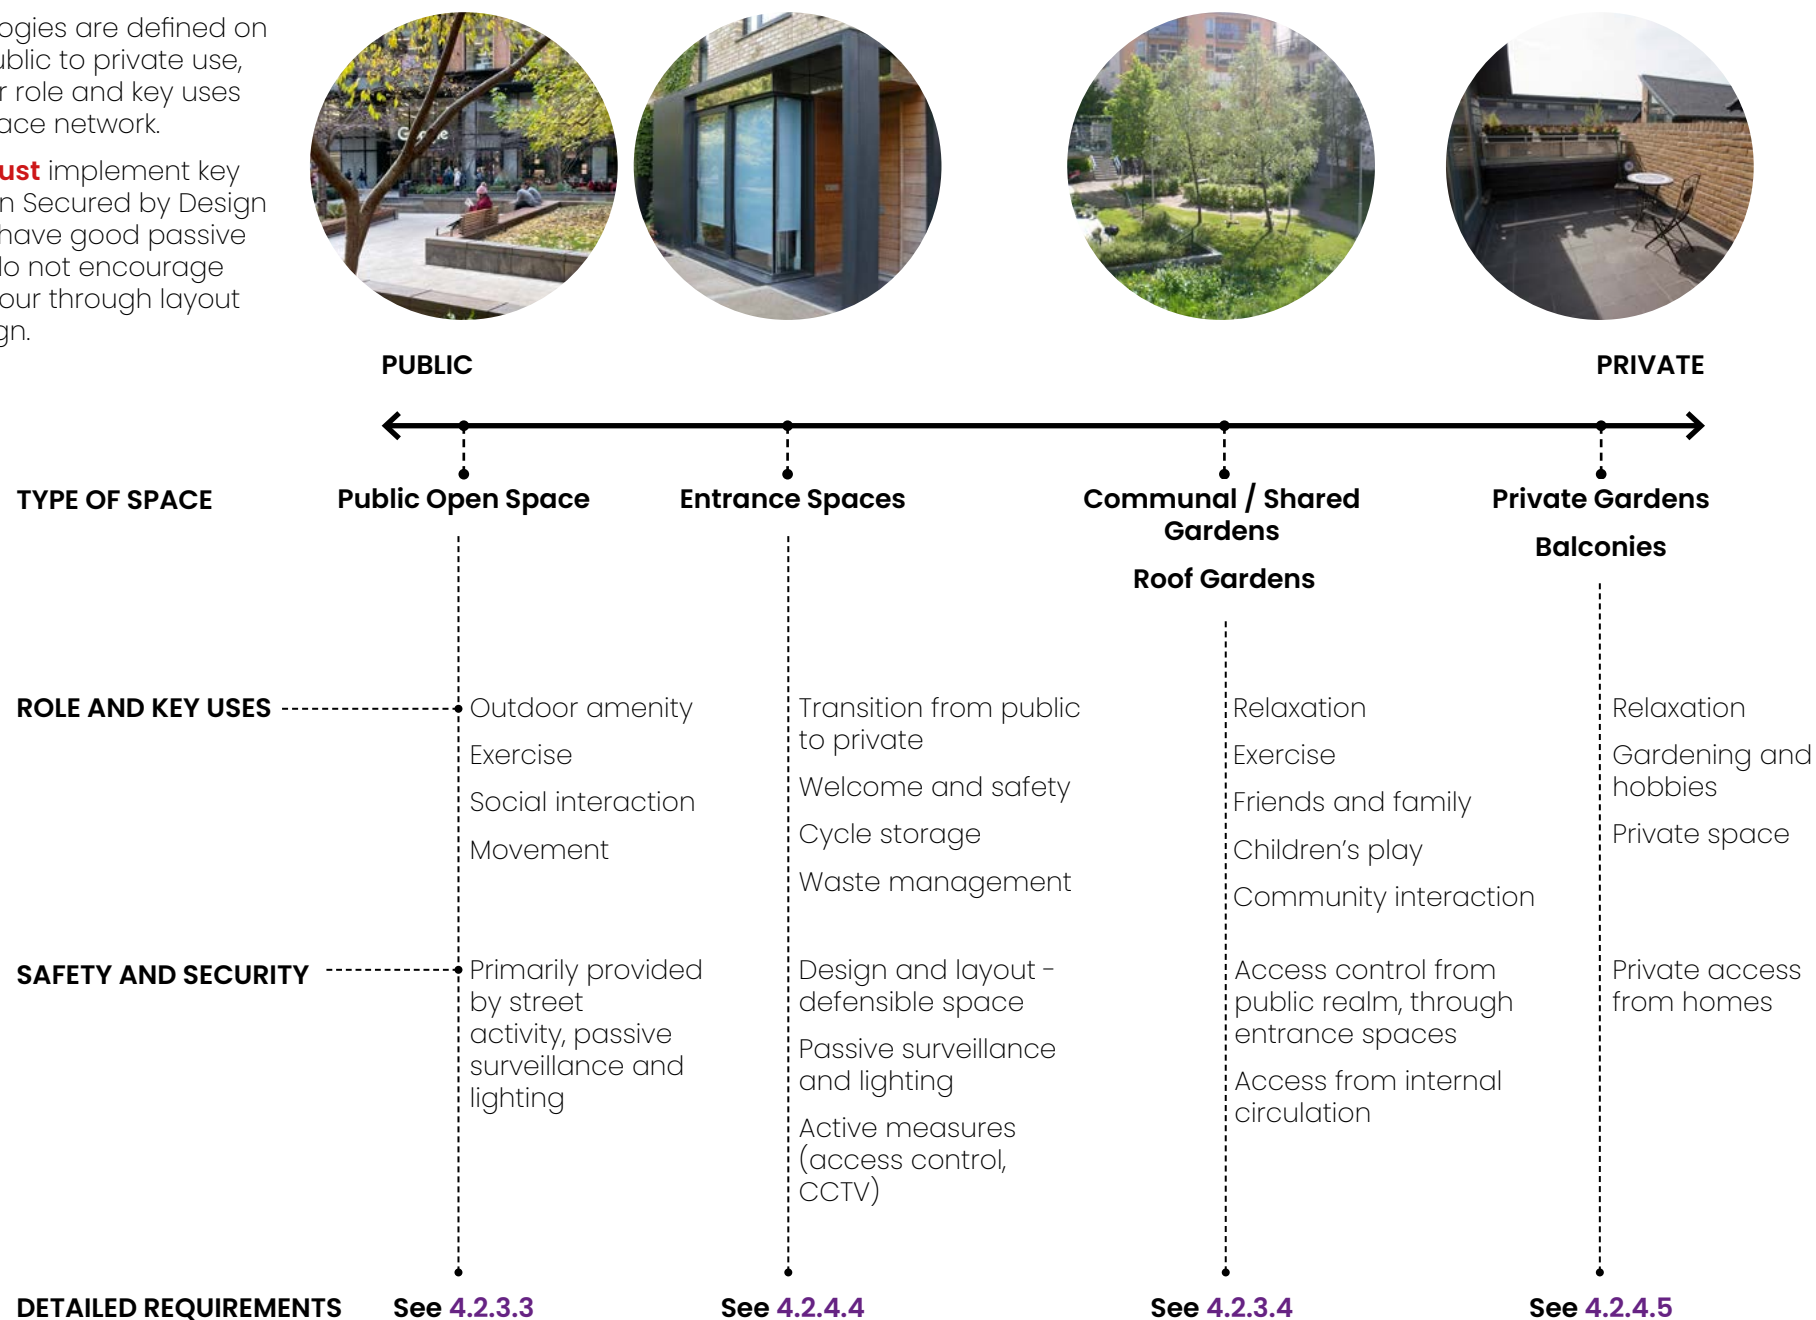 ogies are defined on
ublic to private use,
r role and key uses
ace network.
ust implement key
n Secured by Design
have good passive
do not encourage
our through layout
gn.
PUBLIC
PRIVATE
TYPE OF SPACE
Public Open Space
Entrance Spaces
Communal / Shared
Gardens
Roof Gardens
Private Gardens
Balconies
ROLE AND KEY USES
Outdoor amenity
Exercise
Social interaction
Movement
Transition from public
to private
Welcome and safety
Cycle storage
Waste management
Relaxation
Exercise
Friends and family
Children's play
Community interaction
Relaxation
Gardening and
hobbies
Private space
SAFETY AND SECURITY
Primarily provided
by street
activity, passive
surveillance and
lighting
Design and layout -
defensible space
Passive surveillance
and lighting
Active measures
(access control,
CCTV)
Access control from
public realm, through
entrance spaces
Access from internal
circulation
Private access
from homes
DETAILED REQUIREMENTS
See 4.2.3.3
See 4.2.4.4
See 4.2.3.4
See 4.2.4.5